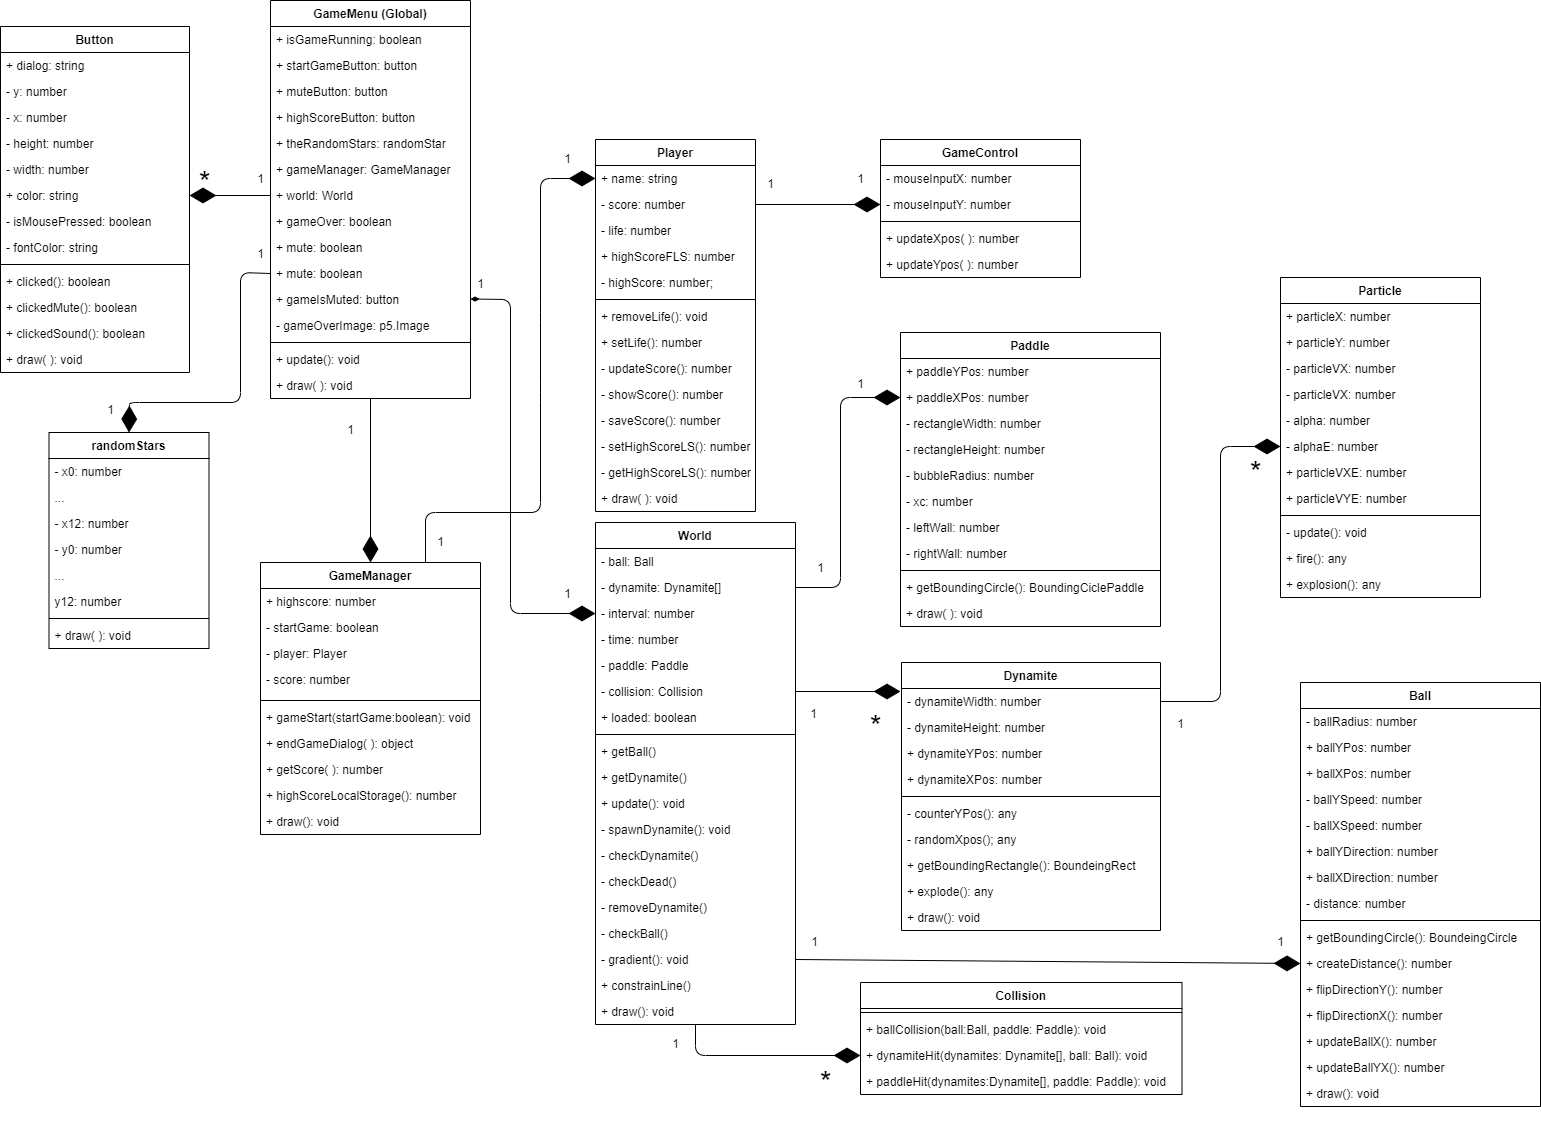 Button
+ dialog: string
- y: number
- x: number
- height: number
- width: number
+ color: string
- isMousePressed: boolean
- fontColor: string
+ clicked(): boolean
+ clickedMute(): boolean
+ clickedSound(): boolean
+ draw( ): void
*
1
GameMenu (Global)
+ isGameRunning: boolean
+ startGameButton: button
+ muteButton: button
+ highScoreButton: button
+ theRandomStars: randomStar
+ gameManager: GameManager
+ world: World
+ gameOver: boolean
+ mute: boolean
+ mute: boolean
+ gameIsMuted: button
- gameOverImage: p5.Image
+ update(): void
+ draw( ): void
1
1
1
1
randomStars
- x0: number
...
- x12: number
- y0: number
...
y12: number
+ draw( ): void
GameManager
+ highscore: number
- startGame: boolean
- player: Player
- score: number
+ gameStart(startGame:boolean): void
+ endGameDialog( ): object
+ getScore( ): number
+ highScoreLocalStorage(): number
+ draw(): void
1
1
Player
+ name: string
- score: number
- life: number
+ highScoreFLS: number
- highScore: number;
+ removeLife(): void
+ setLife(): number
- updateScore(): number
- showScore(): number
- saveScore(): number
- setHighScoreLS(): number
- getHighScoreLS(): number
+ draw( ): void
1
1
GameControl
- mouseInputX: number
- mouseInputY: number
+ updateXpos( ): number
+ updateYpos( ): number
1
World
- ball: Ball
- dynamite: Dynamite[]
- interval: number
- time: number
- paddle: Paddle
- collision: Collision
+ loaded: boolean
+ getBall()
+ getDynamite()
+ update(): void
- spawnDynamite(): void
- checkDynamite()
- checkDead()
- removeDynamite()
- checkBall()
- gradient(): void
+ constrainLine()
+ draw(): void
1
1
Paddle
+ paddleYPos: number
+ paddleXPos: number
- rectangleWidth: number
- rectangleHeight: number
- bubbleRadius: number
- xc: number
- leftWall: number
- rightWall: number
+ getBoundingCircle(): BoundingCiclePaddle
+ draw( ): void
1
*
Dynamite
- dynamiteWidth: number
- dynamiteHeight: number
+ dynamiteYPos: number
+ dynamiteXPos: number
- counterYPos(): any
- randomXpos(); any
+ getBoundingRectangle(): BoundeingRect
+ explode(): any
+ draw(): void
1
*
Particle
+ particleX: number
+ particleY: number
- particleVX: number
- particleVX: number
- alpha: number
- alphaE: number
+ particleVXE: number
+ particleVYE: number
- update(): void
+ fire(): any
+ explosion(): any
1
1
Ball
- ballRadius: number
+ ballYPos: number
+ ballXPos: number
- ballYSpeed: number
- ballXSpeed: number
+ ballYDirection: number
+ ballXDirection: number
- distance: number
+ getBoundingCircle(): BoundeingCircle
+ createDistance(): number
+ flipDirectionY(): number
+ flipDirectionX(): number
+ updateBallX(): number
+ updateBallYX(): number
+ draw(): void
1
*
Collision
+ ballCollision(ball:Ball, paddle: Paddle): void
+ dynamiteHit(dynamites: Dynamite[], ball: Ball): void
+ paddleHit(dynamites:Dynamite[], paddle: Paddle): void